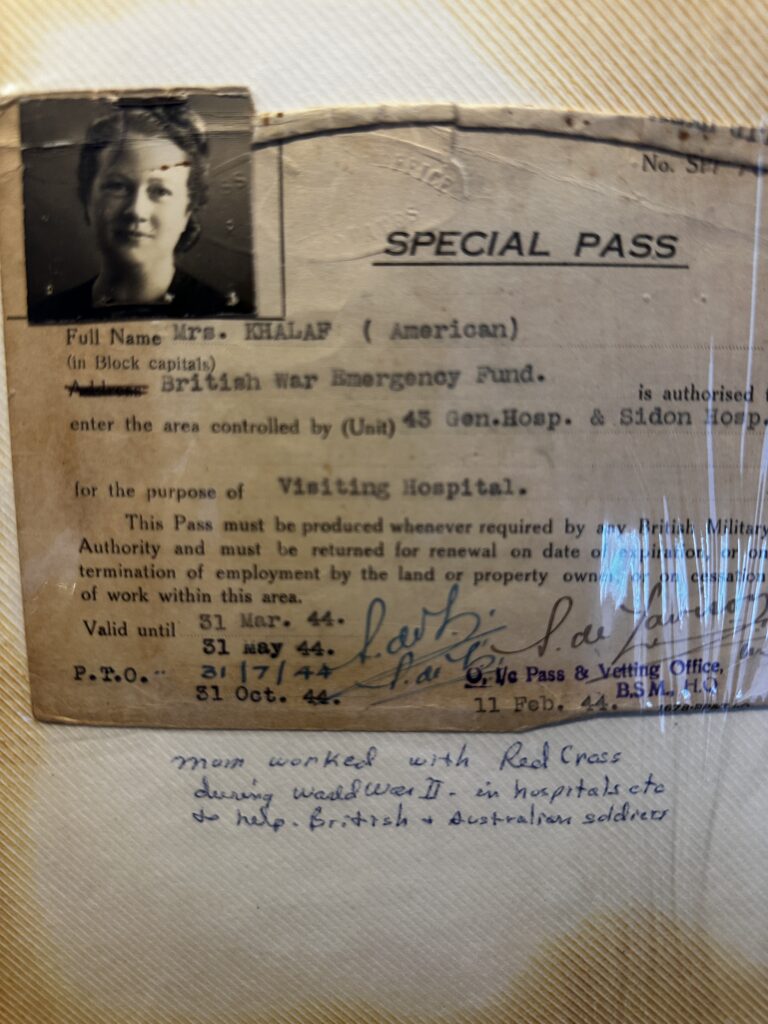 OFFICE
No.
SPECIAL PASS
Full Name Mrs. KHALAF ( American)
(in Block capitals)
Address British War Emergency Fund.
is authorised
enter the area controlled by (Unit) 43 Gen.Hosp. & Sidon Hosp.
for the purpose of Visiting Hospital.
This Pass must be produced whenever required by any British Military
Authority and must be returned for renewal on date of expiration, or on
termination of employment by the land or property owner, or on cessation
of work within this area.
Valid until 31 Mar. 44.
31 May 44.
P.T.O. 31/7/44
31 Oct. 44.
O, i/c Pass & Vetting Office,
B.S.M., H.Q
11 Feb. 44.
Mom worked with Red Cross
during World War II - in hospitals etc
to help - British + Australian soldiers